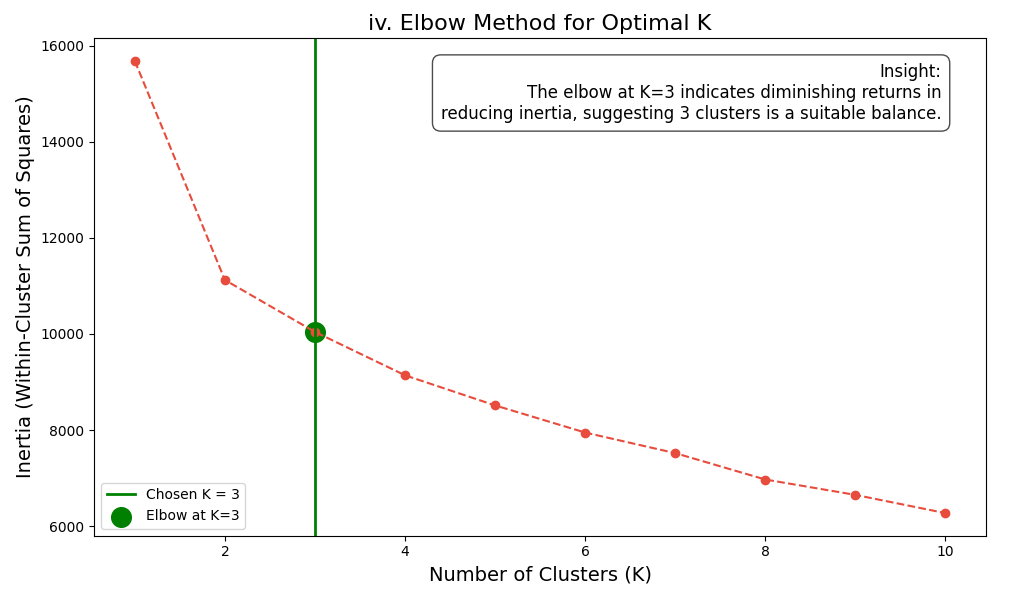 iv. Elbow Method for Optimal K
Insight:
The elbow at K=3 indicates diminishing returns in
reducing inertia, suggesting 3 clusters is a suitable balance.
Inertia (Within-Cluster Sum of Squares)
16000
14000
12000
10000
8000
6000
Chosen K = 3
Elbow at K=3
2 4 6 8 10
Number of Clusters (K)